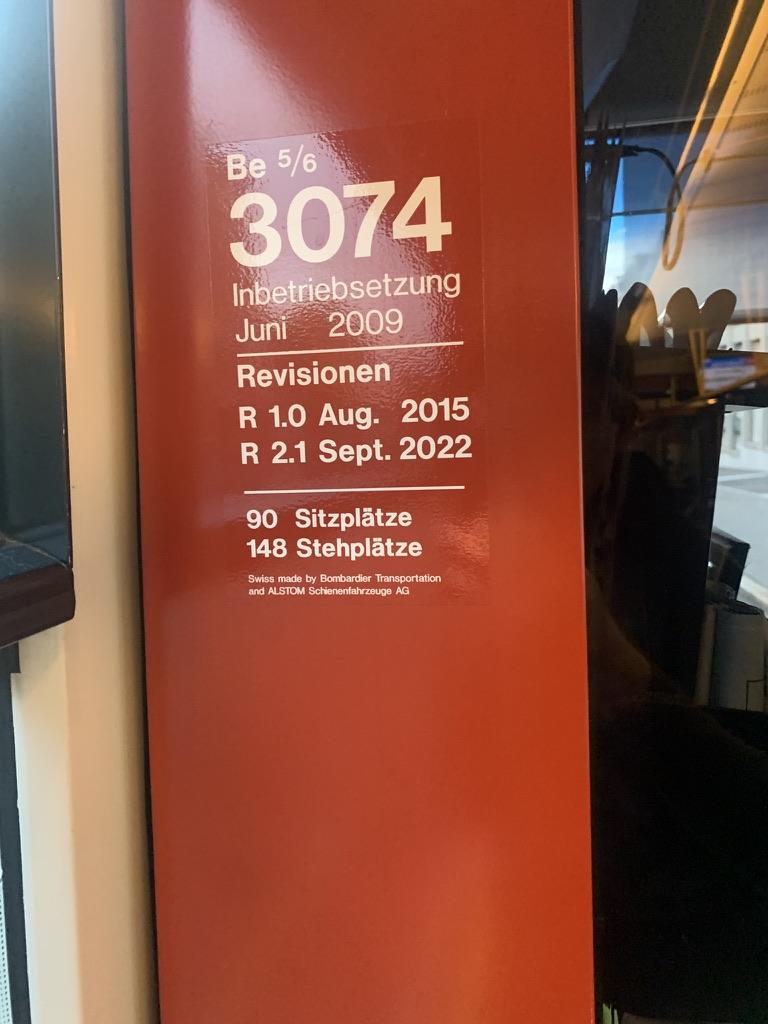 Be 5/6
3074
Inbetriebsetzung
Juni 2009
Revisionen
R 1.0 Aug. 2015
R 2.1 Sept. 2022
90 Sitzplätze
148 Stehplätze
Swiss made by Bombardier Transportation
and ALSTOM Schienenfahrzeuge AG